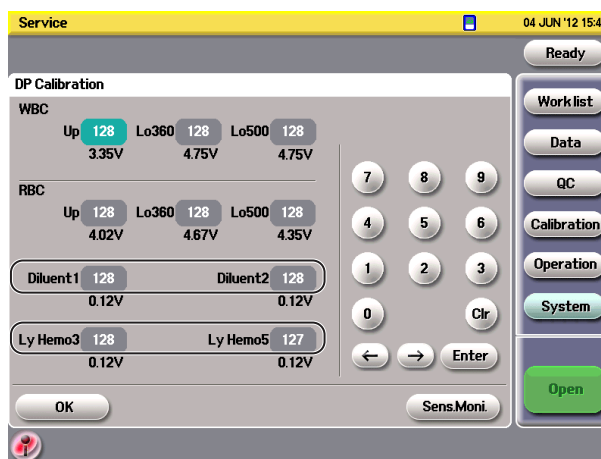 Service 04 JUN '12 15:4
Ready
DP Calibration
WBC
Up 128 Lo360 128 Lo500 128
3.35V 4.75V 4.75V
RBC
Up 128 Lo360 128 Lo500 128
4.02V 4.67V 4.35V
Diluent1 128 Diluent2 128
0.12V 0.12V
Ly Hemo3 128 Ly Hemo5 127
0.12V 0.12V
7 8 9
4 5 6
1 2 3
0 Clr
← → Enter
OK Sens.Moni.
Work list
Data
QC
Calibration
Operation
System
Open